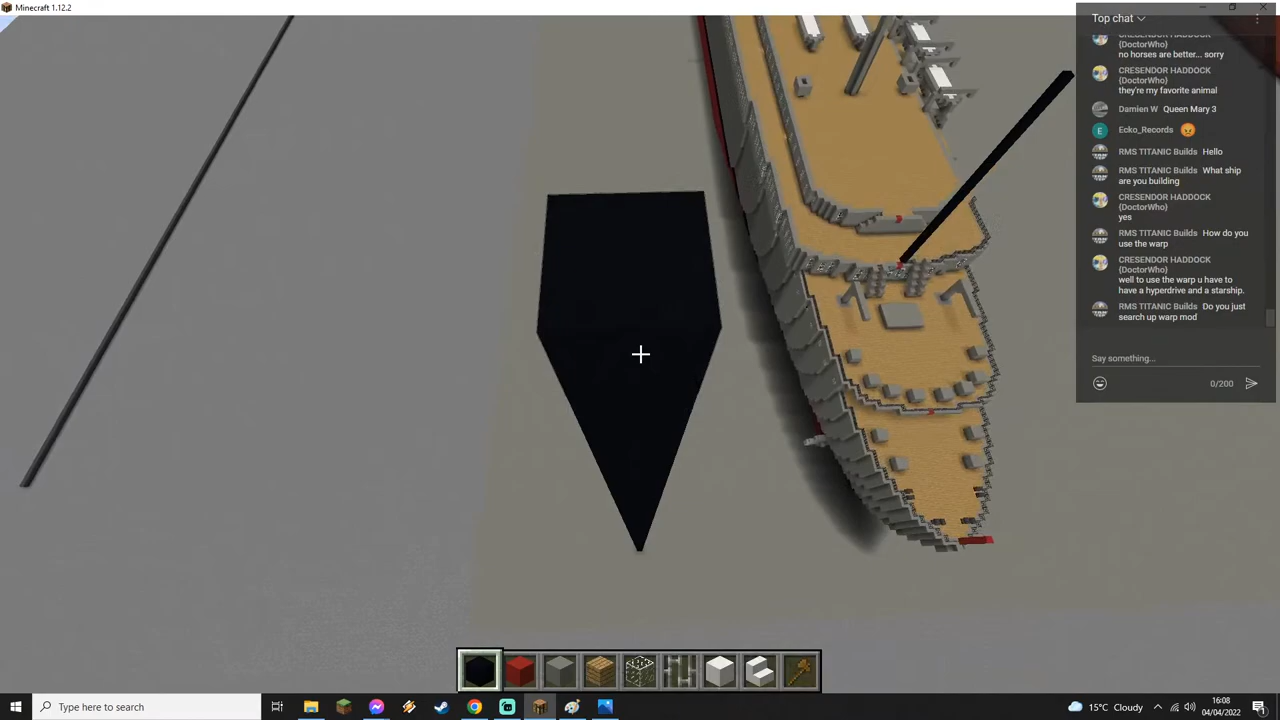 Minecraft 1.12.2
Top chat
CRESENDOR HADDOCK
{DoctorWho}
no horses are better... sorry
CRESENDOR HADDOCK
{DoctorWho}
they're my favorite animal
Damien W Queen Mary 3
Ecko_Records
RMS TITANIC Builds Hello
RMS TITANIC Builds What ship
are you building
CRESENDOR HADDOCK
{DoctorWho}
yes
RMS TITANIC Builds How do you
use the warp
CRESENDOR HADDOCK
{DoctorWho}
well to use the warp u have to
have a hyperdrive and a starship.
RMS TITANIC Builds Do you just
search up warp mod
Say something...
0/200
Type here to search
15°C Cloudy
16:08
04/04/2022